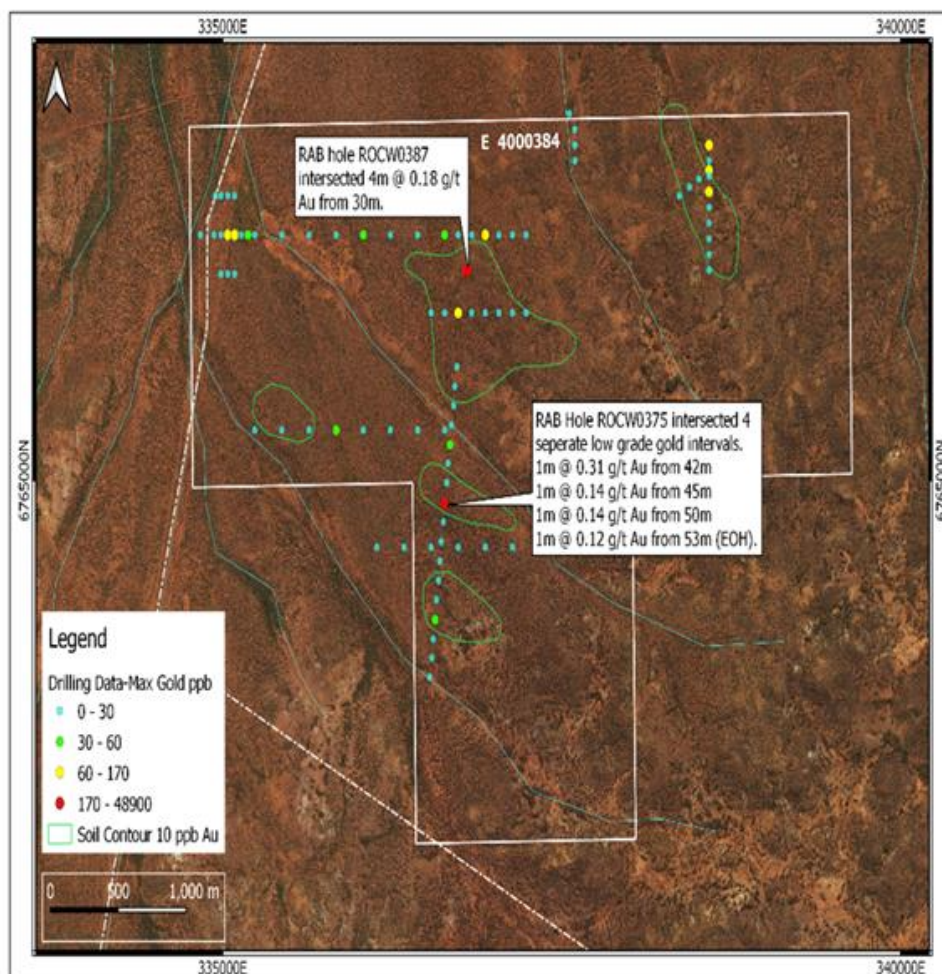 335000E
340000E
E 4000384
RAB hole ROCW0387
intersected 4m @ 0.18 g/t
Au from 30m.
RAB Hole ROCW0375 intersected 4
seperate low grade gold intervals.
1m @ 0.31 g/t Au from 42m
1m @ 0.14 g/t Au from 45m
1m @ 0.14 g/t Au from 50m
1m @ 0.12 g/t Au from 53m (EOH).
6765000N
6765000N
Legend
Drilling Data-Max Gold ppb
0 - 30
30 - 60
60 - 170
170 - 48900
Soil Contour 10 ppb Au
0 500 1,000 m
335000E
340000E